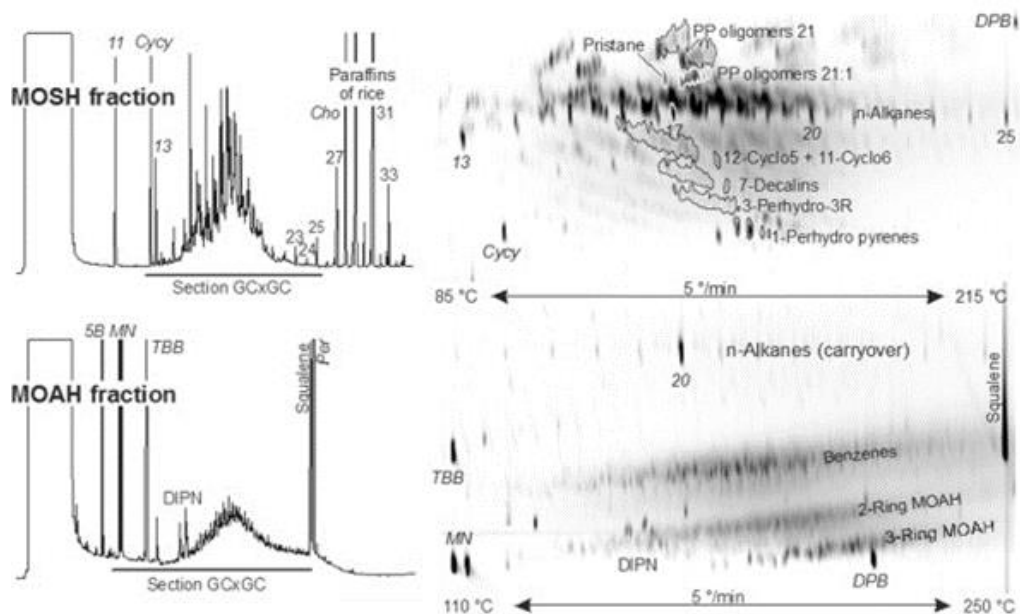 11
Cycy
MOSH fraction
13
Paraffins
of rice
Cho
31
27
33
23
24
25
Section GCxGC
DPB
PP oligomers 21
Pristane
PP oligomers 21:1
n-Alkanes
13
17
20
25
12-Cyclo5 + 11-Cyclo6
7-Decalins
3-Perhydro-3R
1-Perhydro pyrenes
Cycy
85 °C
5 °/min
215 °C
5B MN
TBB
MOAH fraction
DIPN
Squalene
Per
Section GCxGC
n-Alkanes (carryover)
20
Squalene
Benzenes
TBB
2-Ring MOAH
3-Ring MOAH
MN
DIPN
DPB
110 °C
5 °/min
250 °C